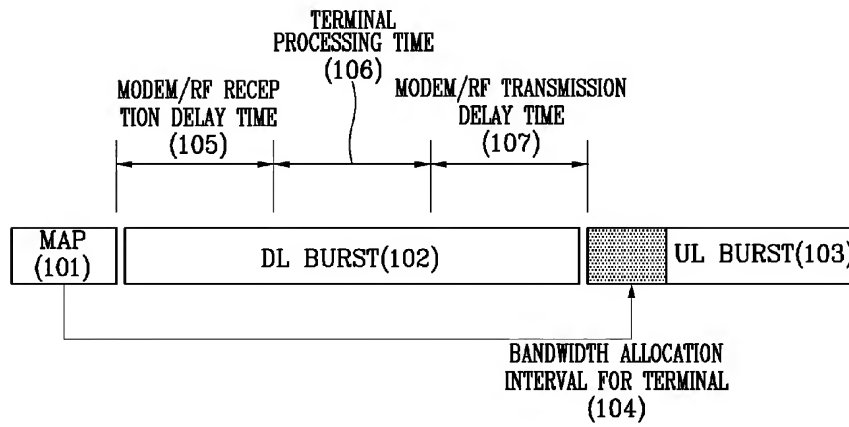 TERMINAL
PROCESSING TIME
(106)
MODEM/RF RECEP
TION DELAY TIME
(105)
MODEM/RF TRANSMISSION
DELAY TIME
(107)
MAP
(101)
DL BURST(102)
UL BURST(103)
BANDWIDTH ALLOCATION
INTERVAL FOR TERMINAL
(104)